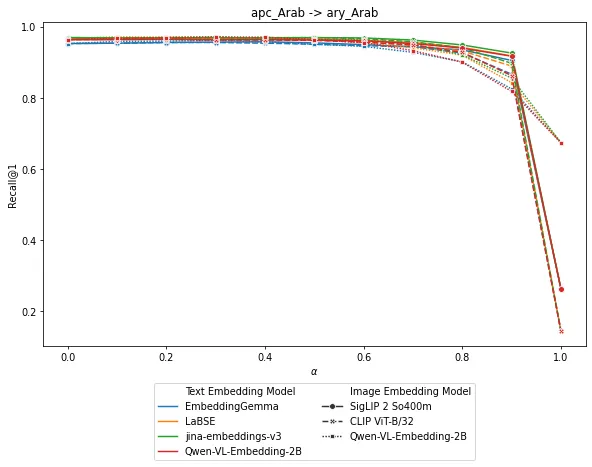 apc_Arab -> ary_Arab
Recall@1
1.0
0.8
0.6
0.4
0.2
0.0 0.2 0.4 0.6 0.8 1.0
α
Text Embedding Model
EmbeddingGemma
LaBSE
jina-embeddings-v3
Qwen-VL-Embedding-2B
Image Embedding Model
SigLIP 2 So400m
CLIP ViT-B/32
Qwen-VL-Embedding-2B